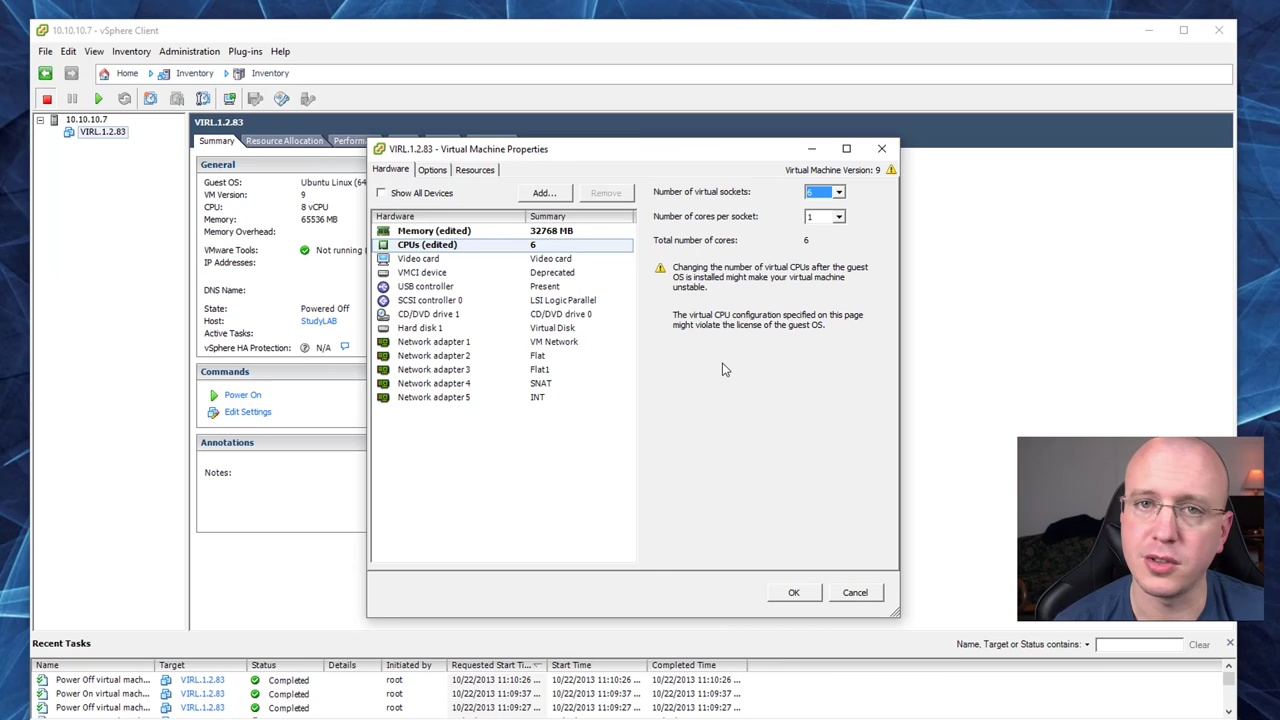 10.10.10.7 - vSphere Client
File Edit View Inventory Administration Plug-ins Help
Home Inventory Inventory
10.10.10.7
VIRL.1.2.83
VIRL.1.2.83
Summary Resource Allocation Perform
General
Guest OS: Ubuntu Linux (64
VM Version: 9
CPU: 8 vCPU
Memory: 65536 MB
Memory Overhead:
VMware Tools: Not running
IP Addresses:
DNS Name:
State: Powered Off
Host: StudyLAB
Active Tasks:
vSphere HA Protection: N/A
Commands
Power On
Edit Settings
Annotations
Notes:
VIRL.1.2.83 - Virtual Machine Properties
Hardware Options Resources
Virtual Machine Version: 9
Show All Devices Add... Remove
Hardware Summary
Memory (edited) 32768 MB
CPUs (edited) 6
Video card Video card
VMCI device Deprecated
USB controller Present
SCSI controller 0 LSI Logic Parallel
CD/DVD drive 1 CD/DVD drive 0
Hard disk 1 Virtual Disk
Network adapter 1 VM Network
Network adapter 2 Flat
Network adapter 3 Flat1
Network adapter 4 SNAT
Network adapter 5 INT
Number of virtual sockets: 6
Number of cores per socket: 1
Total number of cores: 6
Changing the number of virtual CPUs after the guest
OS is installed might make your virtual machine
unstable.
The virtual CPU configuration specified on this page
might violate the license of the guest OS.
OK Cancel
Recent Tasks
Name, Target or Status contains: Clear
Name Target Status Details Initiated by Requested Start Ti... Start Time Completed Time
Power Off virtual mach... VIRL.1.2.83 Completed root 10/22/2013 11:10:26 10/22/2013 11:10:26 ... 10/22/2013 11:10:26 ...
Power On virtual mach... VIRL.1.2.83 Completed root 10/22/2013 11:09:37 10/22/2013 11:09:37 ... 10/22/2013 11:09:37 ...
Power Off virtual mach... VIRL.1.2.83 Completed root 10/22/2013 11:09:27 10/22/2013 11:09:27 ... 10/22/2013 11:09:27 ...